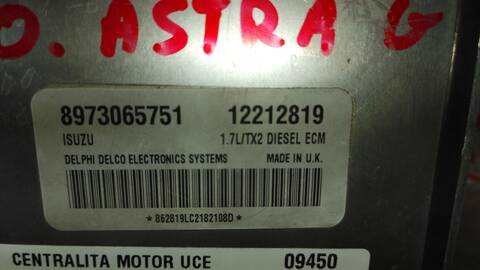 O. ASTRA G
8973065751 12212819
ISUZU 1.7L/TX2 DIESEL ECM
DELPHI DELCO ELECTRONICS SYSTEMS MADE IN U.K.
*862819LC2182108D*
CENTRALITA MOTOR UCE 09450